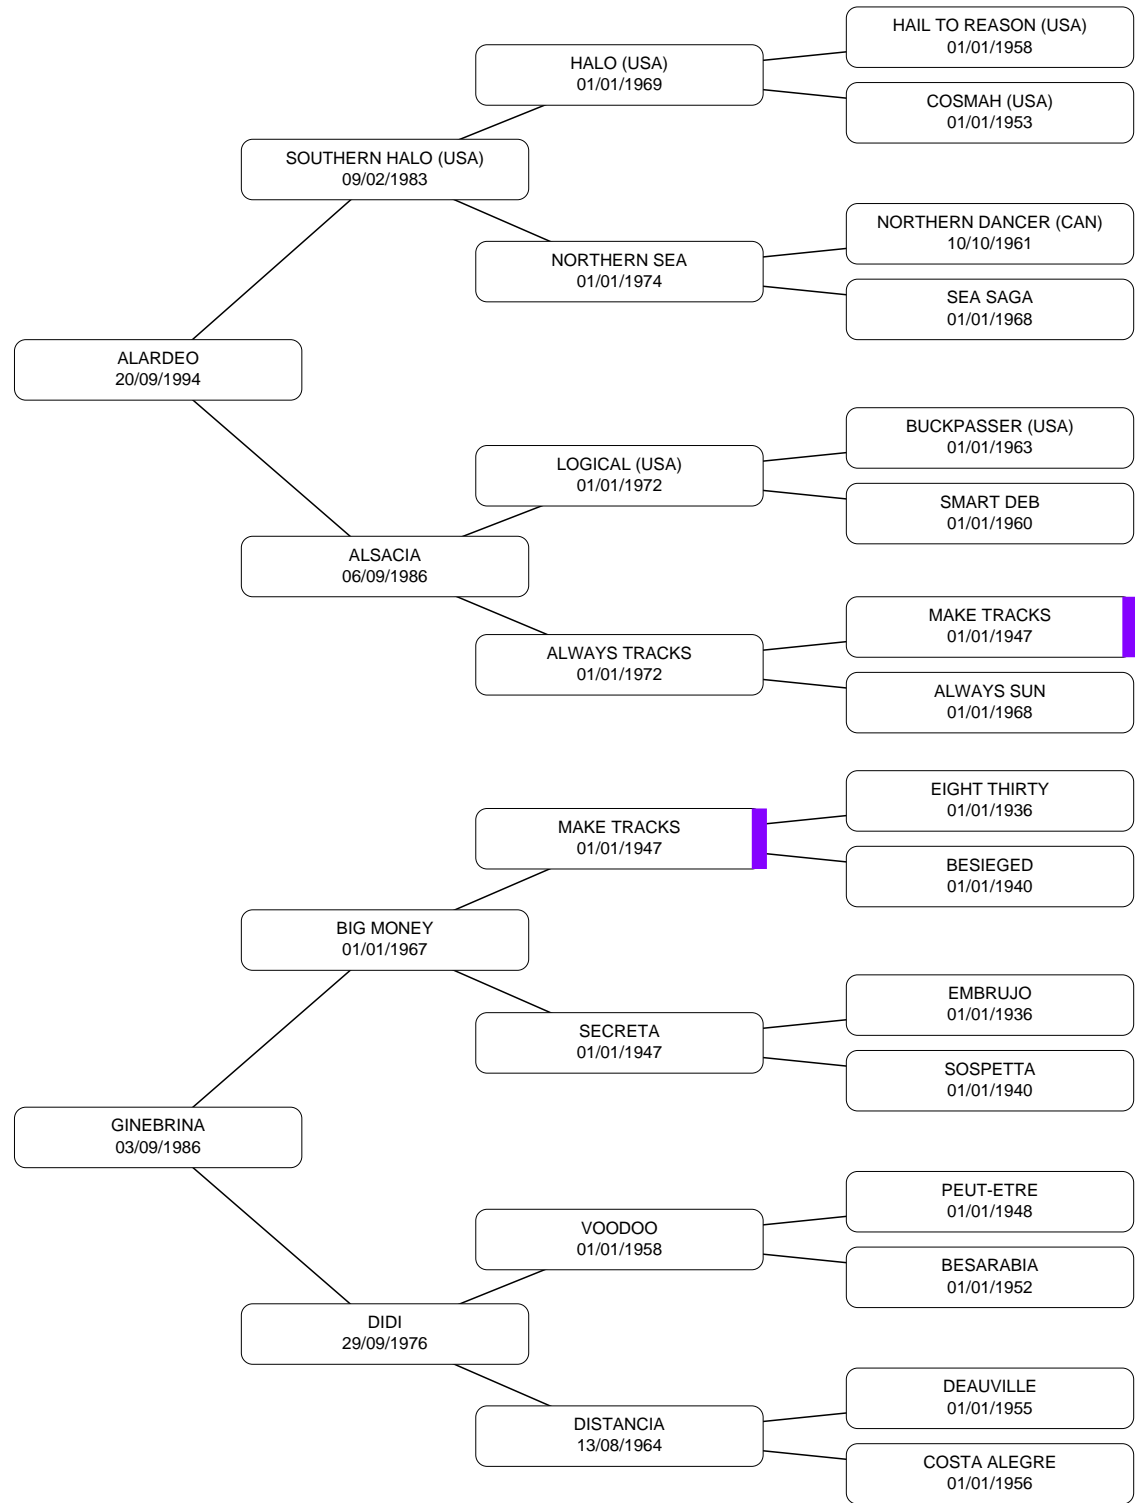 HAIL TO REASON (USA)
01/01/1958
HALO (USA)
01/01/1969
COSMAH (USA)
01/01/1953
SOUTHERN HALO (USA)
09/02/1983
NORTHERN DANCER (CAN)
10/10/1961
NORTHERN SEA
01/01/1974
SEA SAGA
01/01/1968
ALARDEO
20/09/1994
BUCKPASSER (USA)
01/01/1963
LOGICAL (USA)
01/01/1972
SMART DEB
01/01/1960
ALSACIA
06/09/1986
MAKE TRACKS
01/01/1947
ALWAYS TRACKS
01/01/1972
ALWAYS SUN
01/01/1968
EIGHT THIRTY
01/01/1936
MAKE TRACKS
01/01/1947
BESIEGED
01/01/1940
BIG MONEY
01/01/1967
EMBRUJO
01/01/1936
SECRETA
01/01/1947
SOSPETTA
01/01/1940
GINEBRINA
03/09/1986
PEUT-ETRE
01/01/1948
VOODOO
01/01/1958
BESARABIA
01/01/1952
DIDI
29/09/1976
DEAUVILLE
01/01/1955
DISTANCIA
13/08/1964
COSTA ALEGRE
01/01/1956